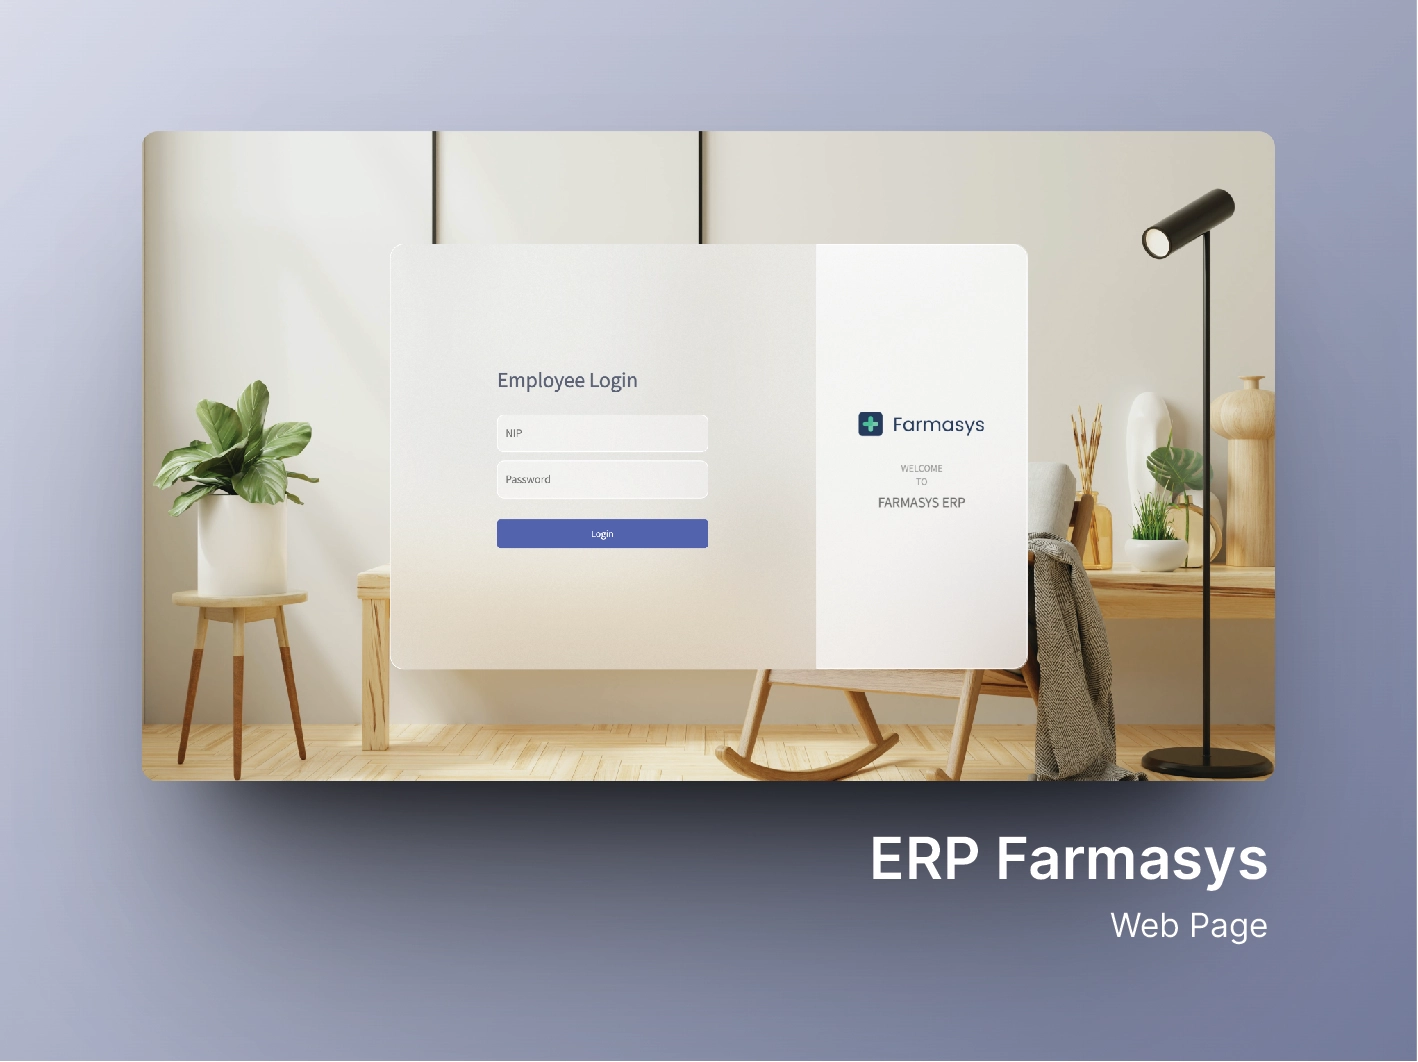 Employee Login
NIP
Password
Login
Farmasys
WELCOME
TO
FARMASYS ERP
ERP Farmasys
Web Page